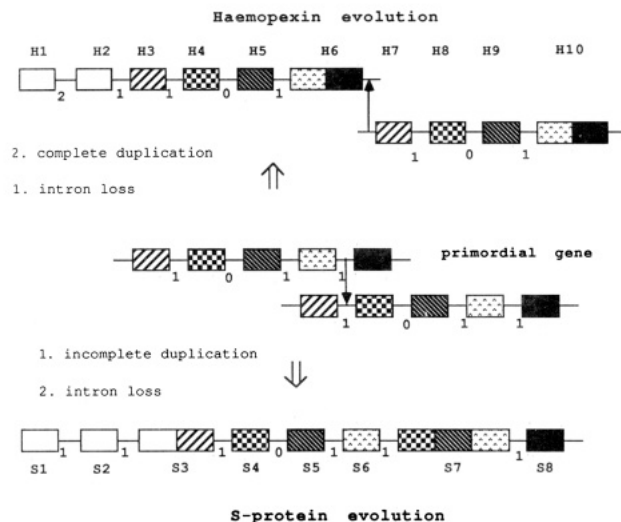 Haemopexin evolution
H1 H2 H3 H4 H5 H6 H7 H8 H9 H10
2 1 1 0 1
1 0 1
2. complete duplication
1. intron loss
primordial gene
1 0 1 1
1 0 1 1
1. incomplete duplication
2. intron loss
1 1 1 0 1 1 1
S1 S2 S3 S4 S5 S6 S7 S8
S-protein evolution